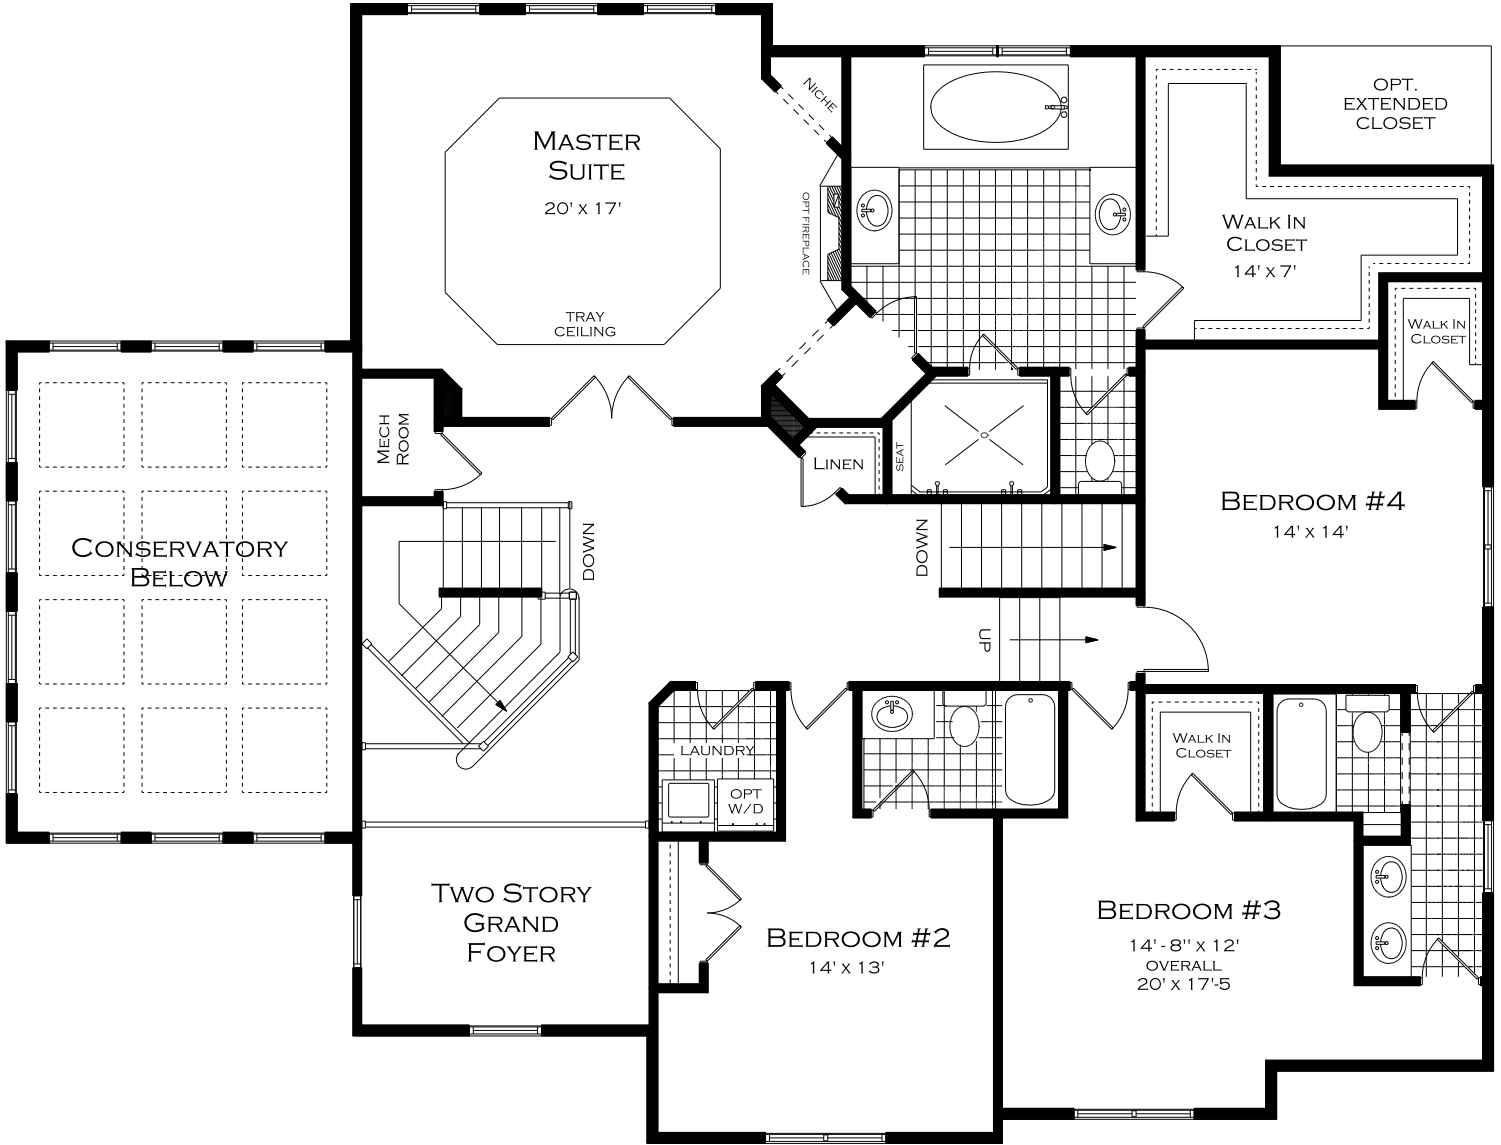 NICHE
OPT.
EXTENDED
CLOSET
MASTER
SUITE
20' x 17'
OPT FIREPLACE
WALK IN
CLOSET
14' x 7'
TRAY
CEILING
WALK IN
CLOSET
MECH
ROOM
LINEN
SEAT
BEDROOM #4
14' x 14'
CONSERVATORY
BELOW
DOWN
DOWN
UP
LAUNDRY
OPT
W/D
WALK IN
CLOSET
TWO STORY
GRAND
FOYER
BEDROOM #2
14' x 13'
BEDROOM #3
14' - 8" x 12'
OVERALL
20' x 17'-5